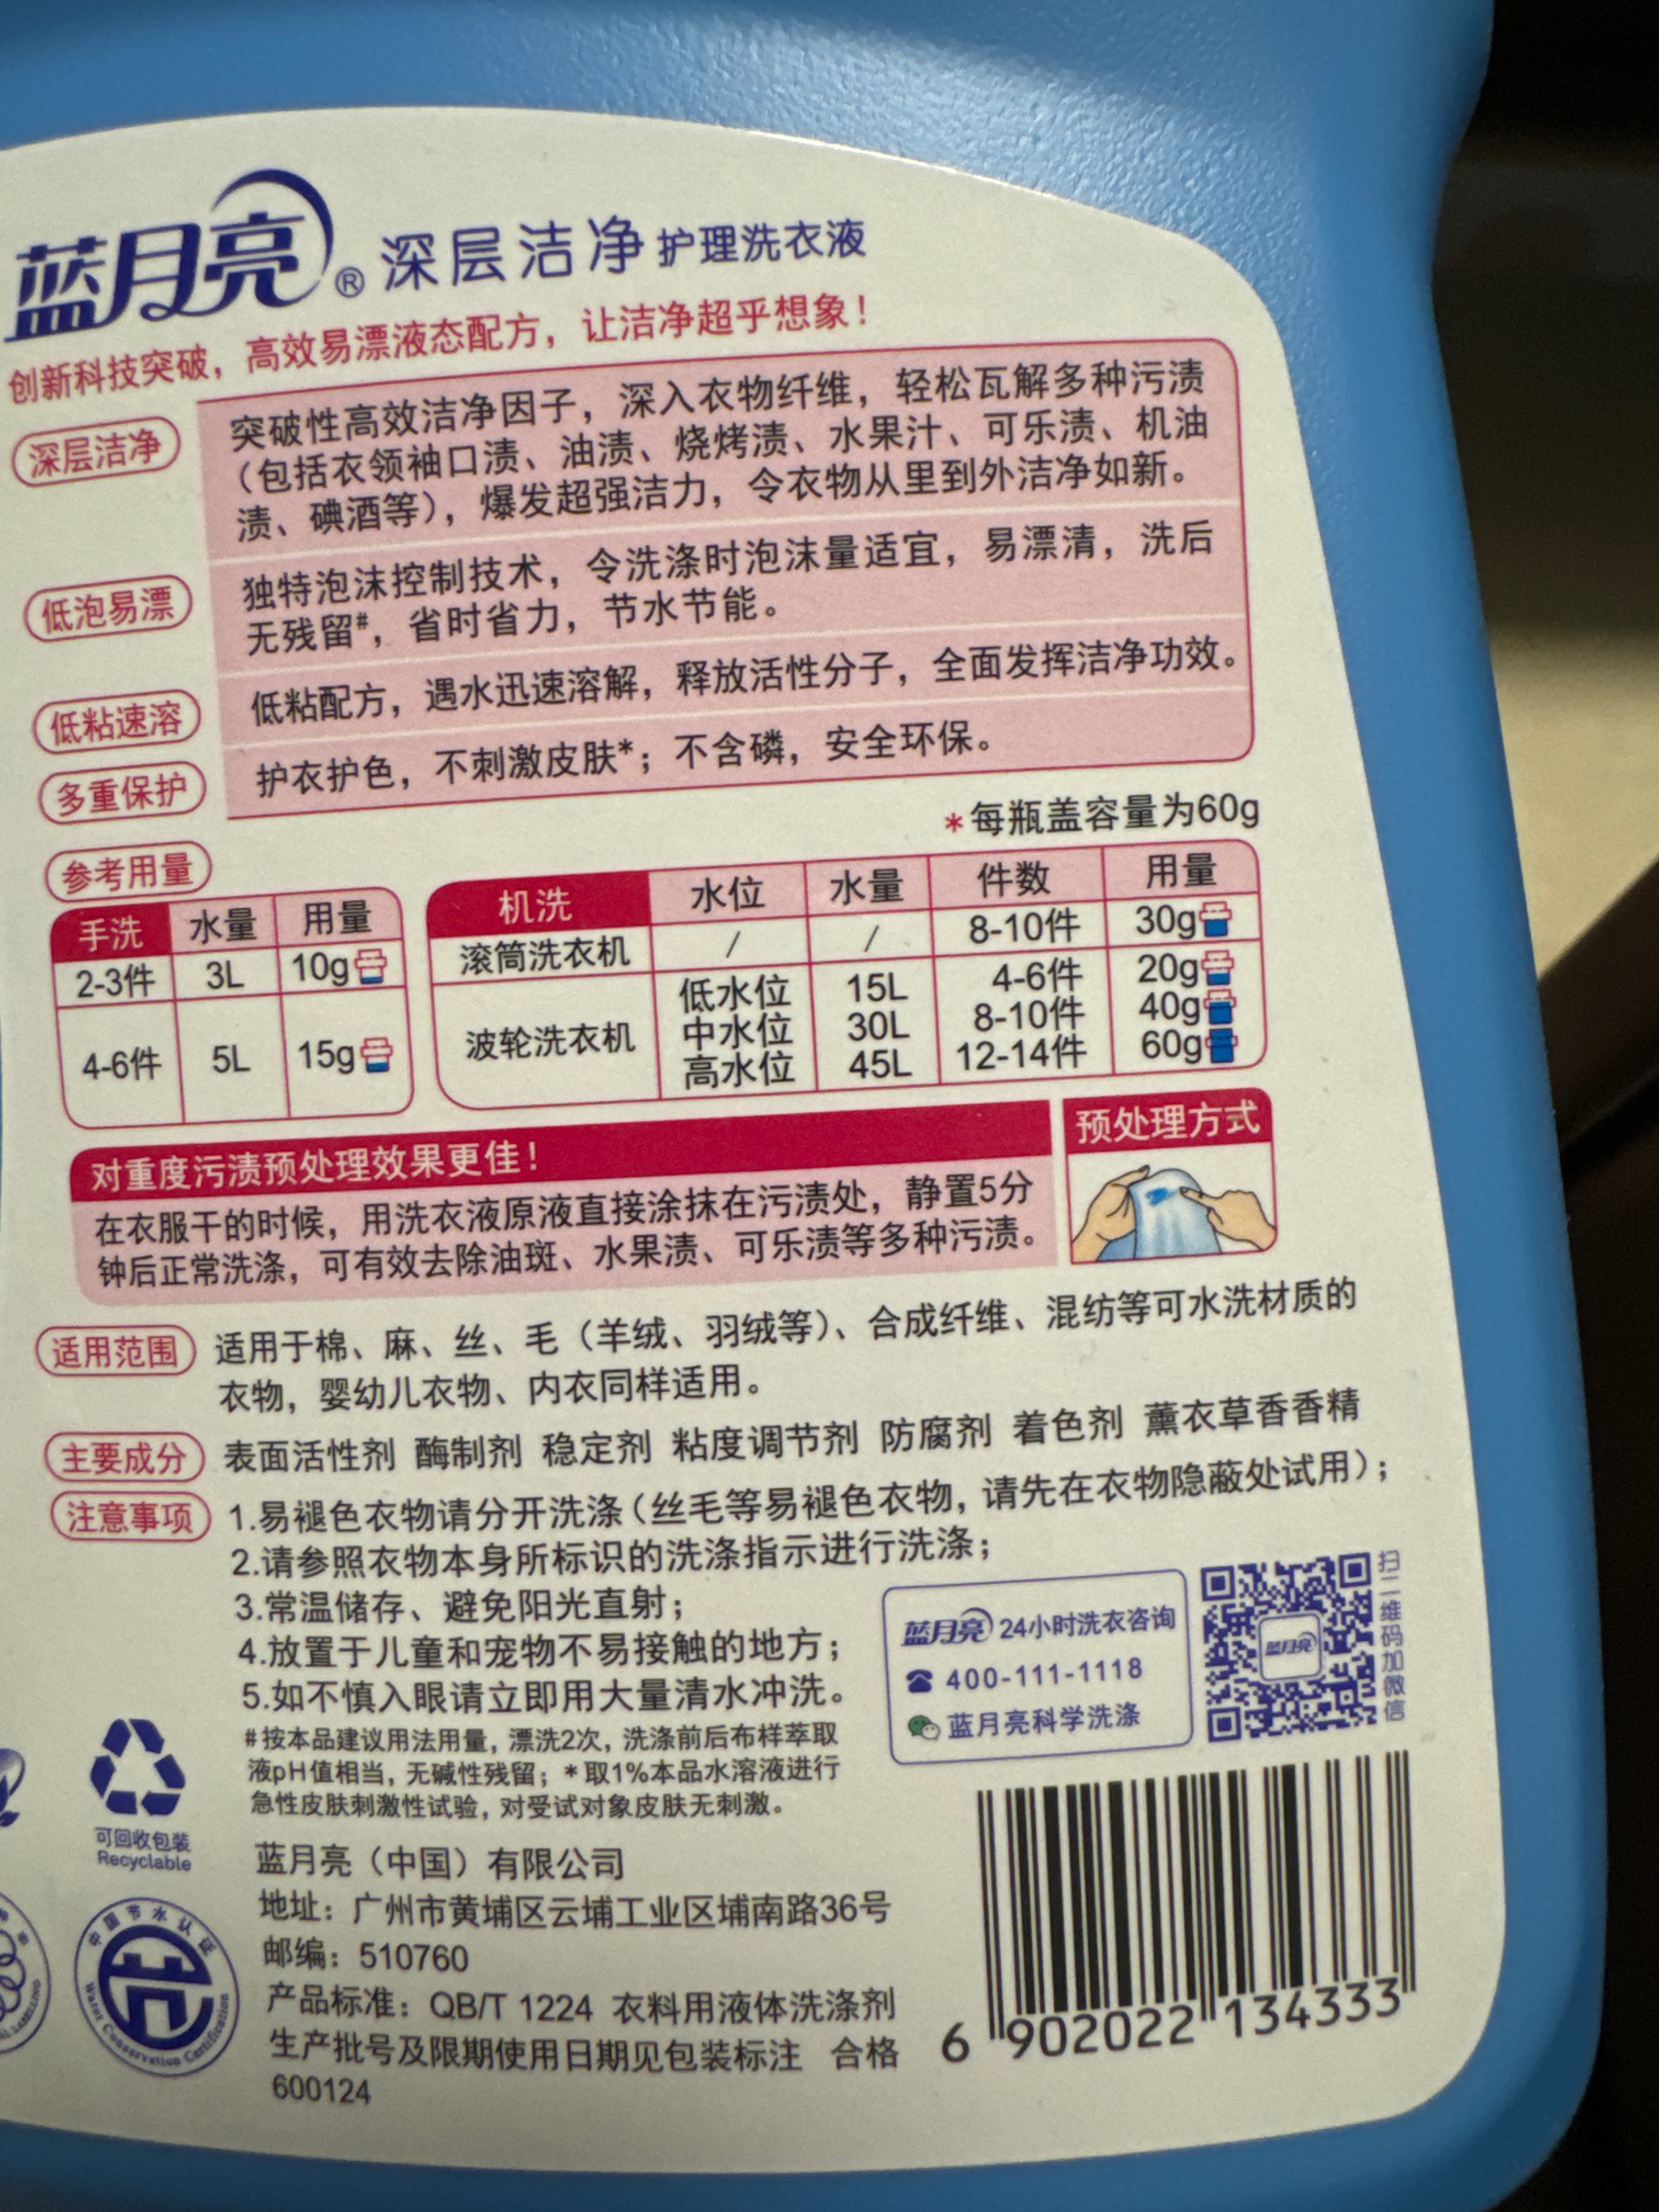 蓝月亮® 深层洁净护理洗衣液
创新科技突破，高效易漂液态配方，让洁净超乎想象！
深层洁净
突破性高效洁净因子，深入衣物纤维，轻松瓦解多种污渍
（包括衣领袖口渍、油渍、烧烤渍、水果汁、可乐渍、机油
渍、碘酒等），爆发超强洁力，令衣物从里到外洁净如新。
低泡易漂
独特泡沫控制技术，令洗涤时泡沫量适宜，易漂清，洗后
无残留#，省时省力，节水节能。
低粘速溶
低粘配方，遇水迅速溶解，释放活性分子，全面发挥洁净功效。
多重保护
护衣护色，不刺激皮肤*；不含磷，安全环保。
*每瓶盖容量为60g
参考用量
手洗 水量 用量
2-3件 3L 10g
4-6件 5L 15g
机洗 水位 水量 件数 用量
滚筒洗衣机 / / 8-10件 30g
波轮洗衣机 低水位 15L 4-6件 20g
中水位 30L 8-10件 40g
高水位 45L 12-14件 60g
对重度污渍预处理效果更佳！
在衣服干的时候，用洗衣液原液直接涂抹在污渍处，静置5分
钟后正常洗涤，可有效去除油斑、水果渍、可乐渍等多种污渍。
预处理方式
适用范围
适用于棉、麻、丝、毛（羊绒、羽绒等）、合成纤维、混纺等可水洗材质的
衣物，婴幼儿衣物、内衣同样适用。
主要成分
表面活性剂 酶制剂 稳定剂 粘度调节剂 防腐剂 着色剂 薰衣草香香精
注意事项
1.易褪色衣物请分开洗涤（丝毛等易褪色衣物，请先在衣物隐蔽处试用）；
2.请参照衣物本身所标识的洗涤指示进行洗涤；
3.常温储存、避免阳光直射；
4.放置于儿童和宠物不易接触的地方；
5.如不慎入眼请立即用大量清水冲洗。
#按本品建议用法用量，漂洗2次，洗涤前后布样萃取
液pH值相当，无碱性残留；*取1%本品水溶液进行
急性皮肤刺激性试验，对受试对象皮肤无刺激。
蓝月亮 24小时洗衣咨询
400-111-1118
蓝月亮科学洗涤
蓝月亮
扫二维码加微信
可回收包装
Recyclable
中国节水认证
Water Conservation Certification
蓝月亮（中国）有限公司
地址：广州市黄埔区云埔工业区埔南路36号
邮编：510760
产品标准：QB/T 1224 衣料用液体洗涤剂
生产批号及限期使用日期见包装标注 合格
600124
6 902022 134333